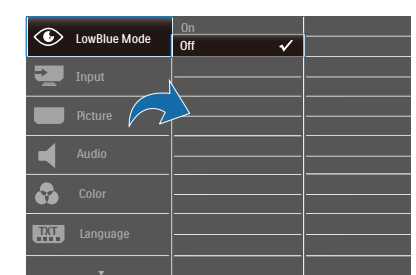 LowBlue Mode
On
Off
Input
Picture
Audio
Color
TXT
Language